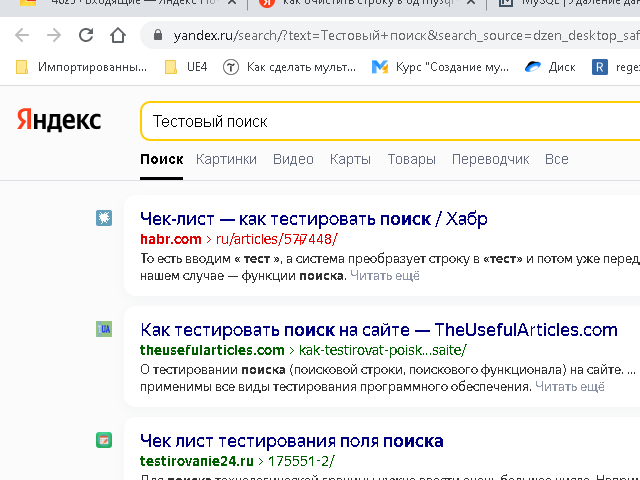 4625 · Входящие — Яндекс Поч
как очистить строку в бд mysql
MySQL | Удаление дан
yandex.ru/search/?text=Тестовый+поиск&search_source=dzen_desktop_saf
Импортированны... UE4 Как сделать мульт... Курс "Создание му... Диск regex
Яндекс
Тестовый поиск
Поиск Картинки Видео Карты Товары Переводчик Все
Чек-лист — как тестировать поиск / Хабр
habr.com › ru/articles/577448/
То есть вводим « тест », а система преобразует строку в «тест» и потом уже перед
нашем случае — функции поиска. Читать ещё
UA
Как тестировать поиск на сайте — TheUsefulArticles.com
theusefularticles.com › kak-testirovat-poisk...saite/
О тестировании поиска (поисковой строки, поискового функционала) на сайте. ...
применимы все виды тестирования программного обеспечения. Читать ещё
Чек лист тестирования поля поиска
testirovanie24.ru › 175551-2/